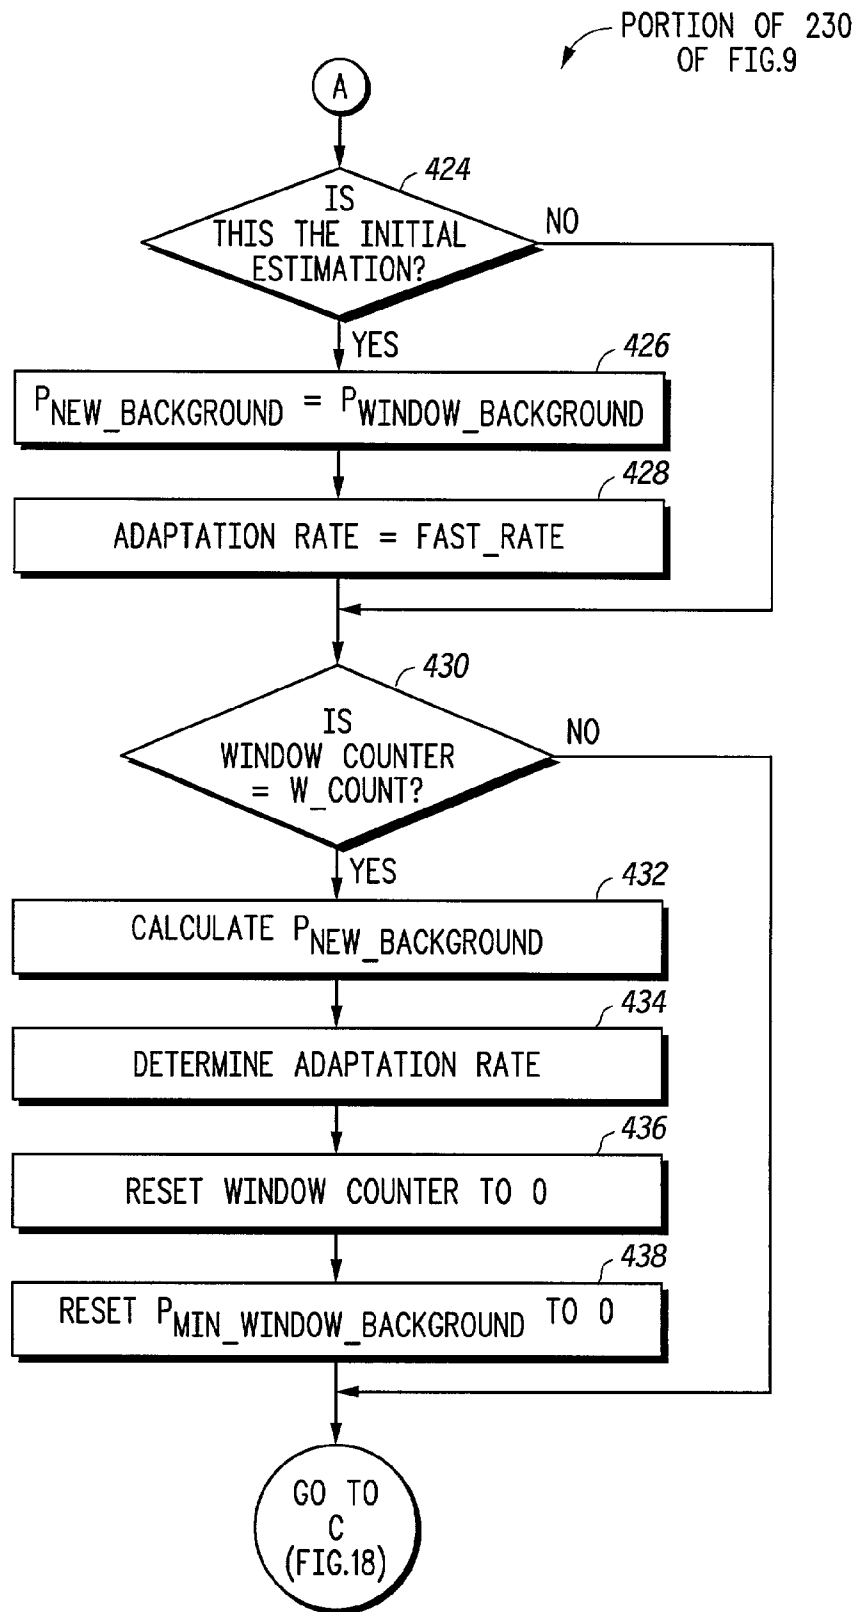 PORTION OF 230
OF FIG.9
A
424
IS
THIS THE INITIAL
ESTIMATION?
NO
YES
426
PNEW_BACKGROUND = PWINDOW_BACKGROUND
428
ADAPTATION RATE = FAST_RATE
430
IS
WINDOW COUNTER
= W_COUNT?
NO
YES
432
CALCULATE PNEW_BACKGROUND
434
DETERMINE ADAPTATION RATE
436
RESET WINDOW COUNTER TO 0
438
RESET PMIN_WINDOW_BACKGROUND TO 0
GO TO
C
(FIG.18)